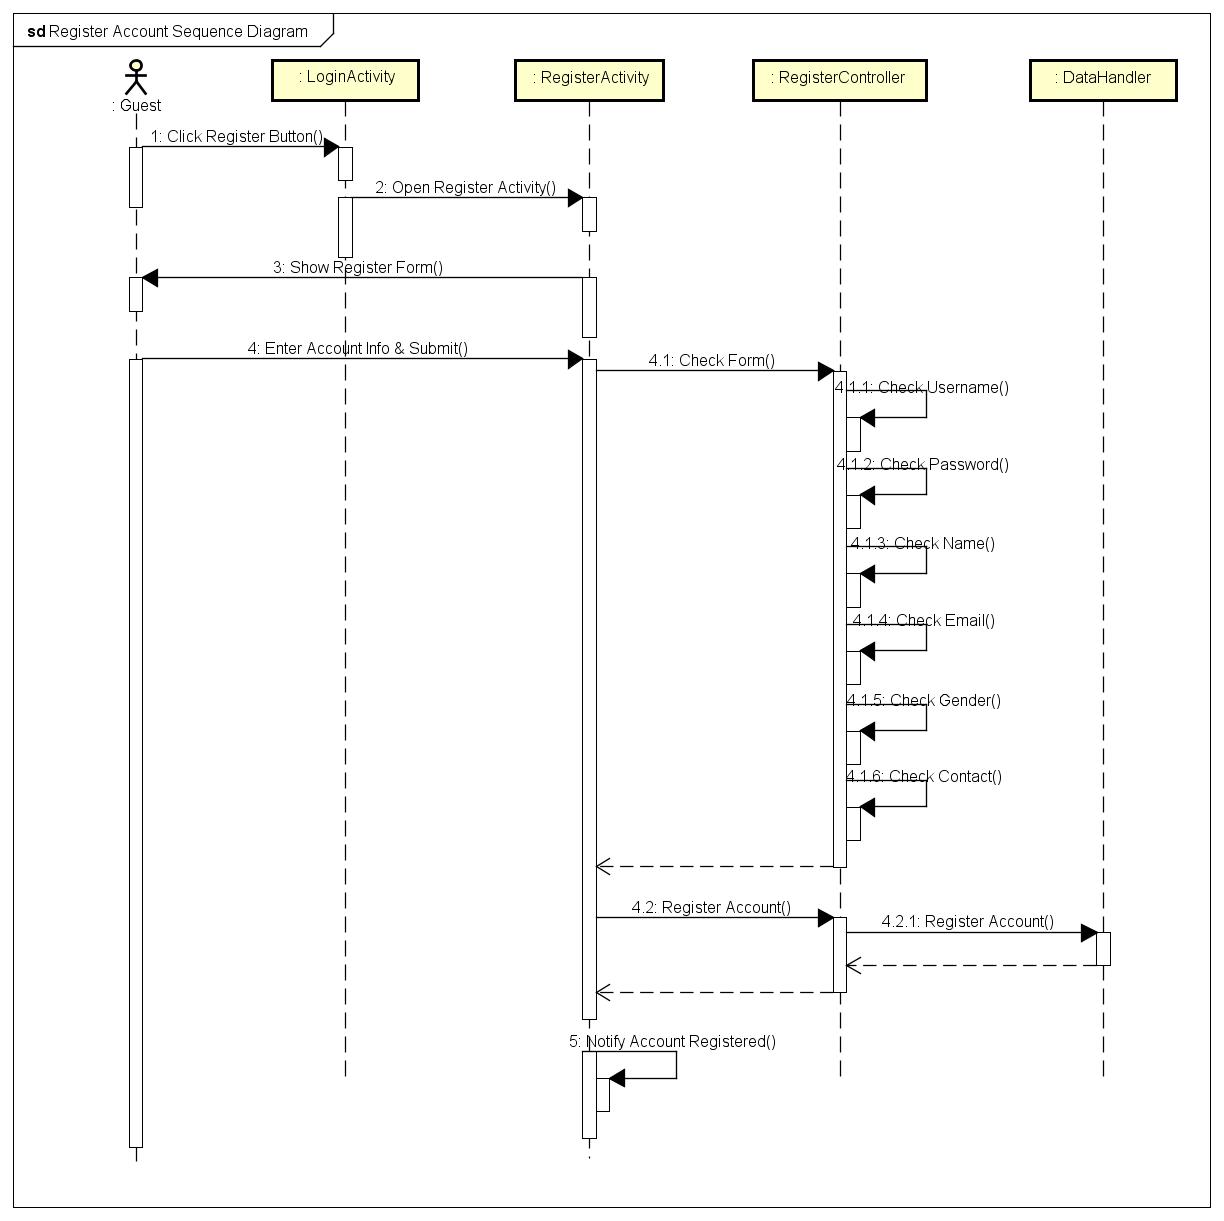 sd Register Account Sequence Diagram
: Guest
: LoginActivity
: RegisterActivity
: RegisterController
: DataHandler
1: Click Register Button()
2: Open Register Activity()
3: Show Register Form()
4: Enter Account Info & Submit()
4.1: Check Form()
4.1.1: Check Username()
4.1.2: Check Password()
4.1.3: Check Name()
4.1.4: Check Email()
4.1.5: Check Gender()
4.1.6: Check Contact()
4.2: Register Account()
4.2.1: Register Account()
5: Notify Account Registered()